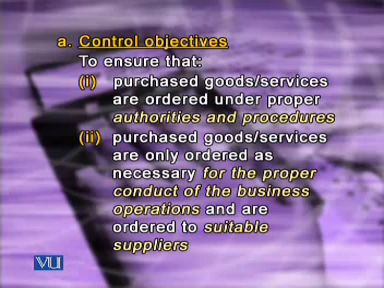 a. Control objectives
To ensure that:
(i) purchased goods/services
are ordered under proper
authorities and procedures
(ii) purchased goods/services
are only ordered as
necessary for the proper
conduct of the business
operations and are
ordered to suitable
suppliers
VU